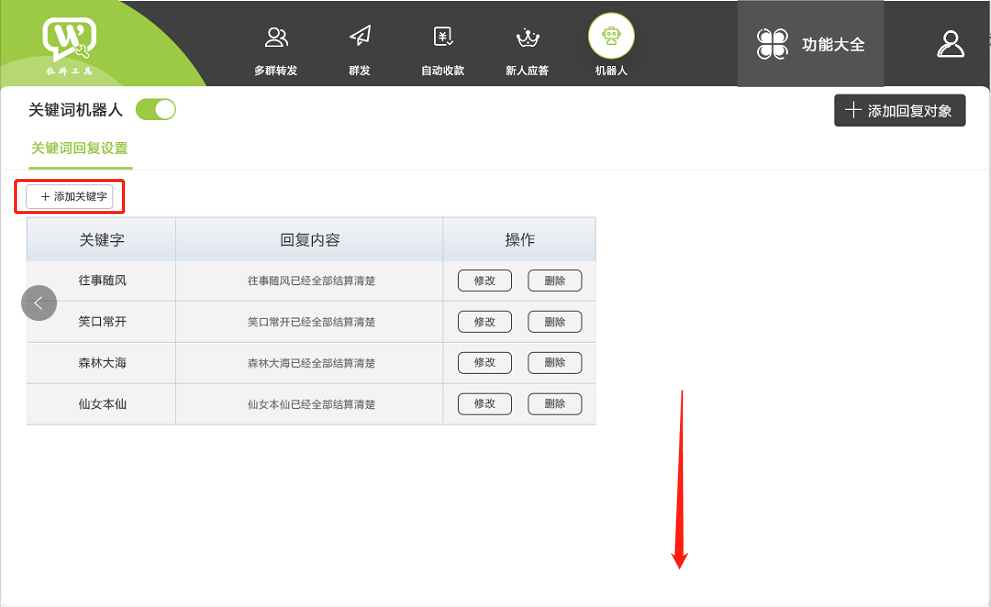 多群转发
群发
自动收款
新人应答
机器人
功能大全
关键词机器人
添加回复对象
关键词回复设置
添加关键字
关键字 回复内容 操作
往事随风 往事随风已经全部结算清楚 修改 删除
笑口常开 笑口常开已经全部结算清楚 修改 删除
森林大海 森林大海已经全部结算清楚 修改 删除
仙女本仙 仙女本仙已经全部结算清楚 修改 删除